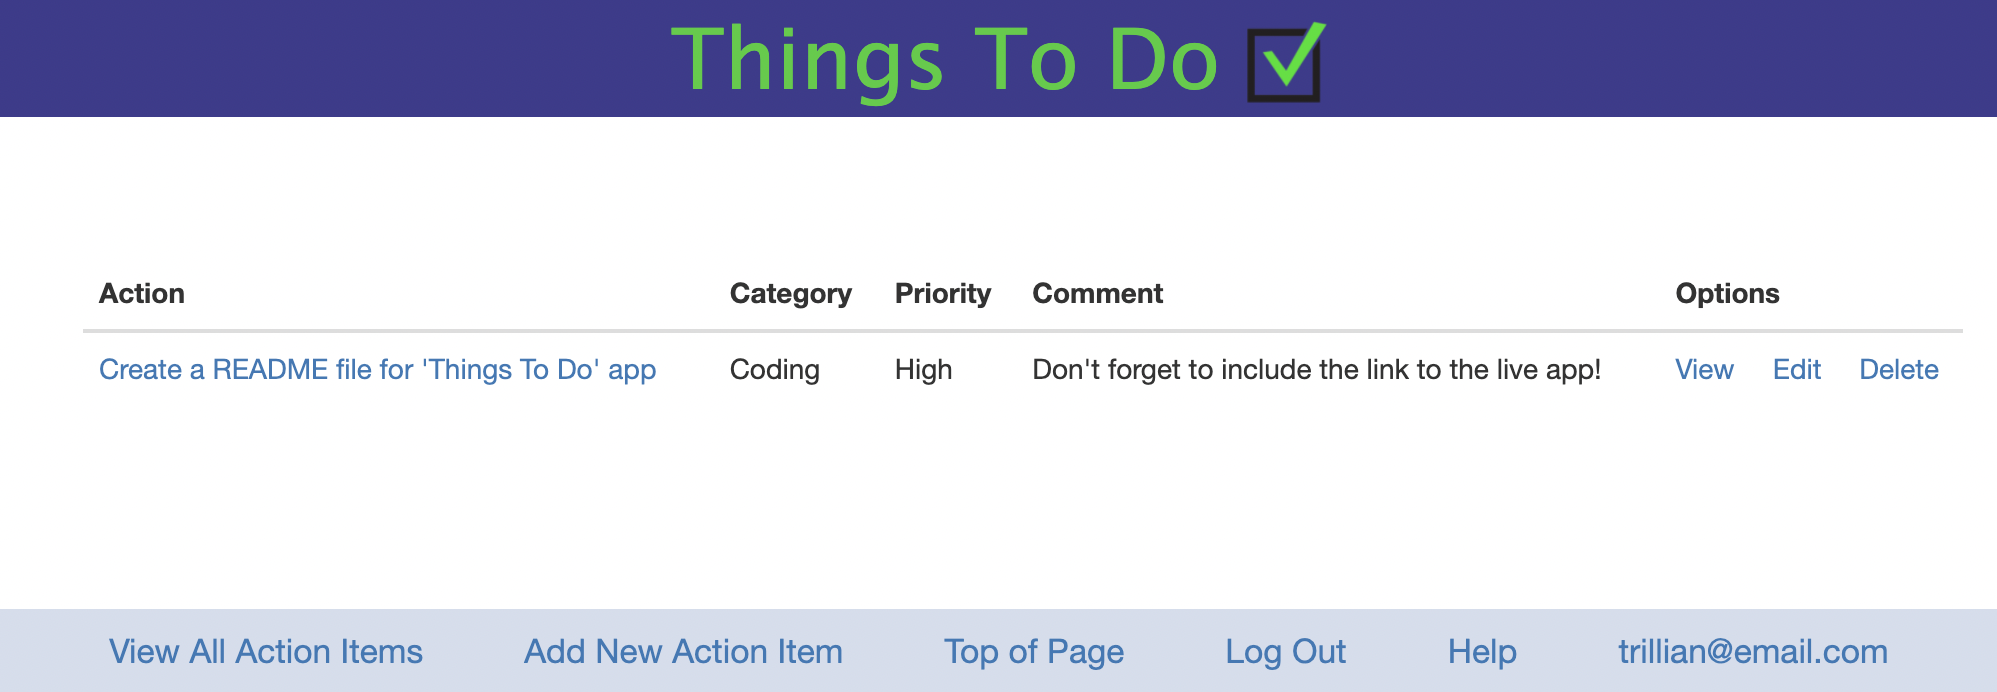 Things To Do
Action Category Priority Comment Options
Create a README file for 'Things To Do' app Coding High Don't forget to include the link to the live app! View Edit Delete
View All Action Items Add New Action Item Top of Page Log Out Help trillian@email.com